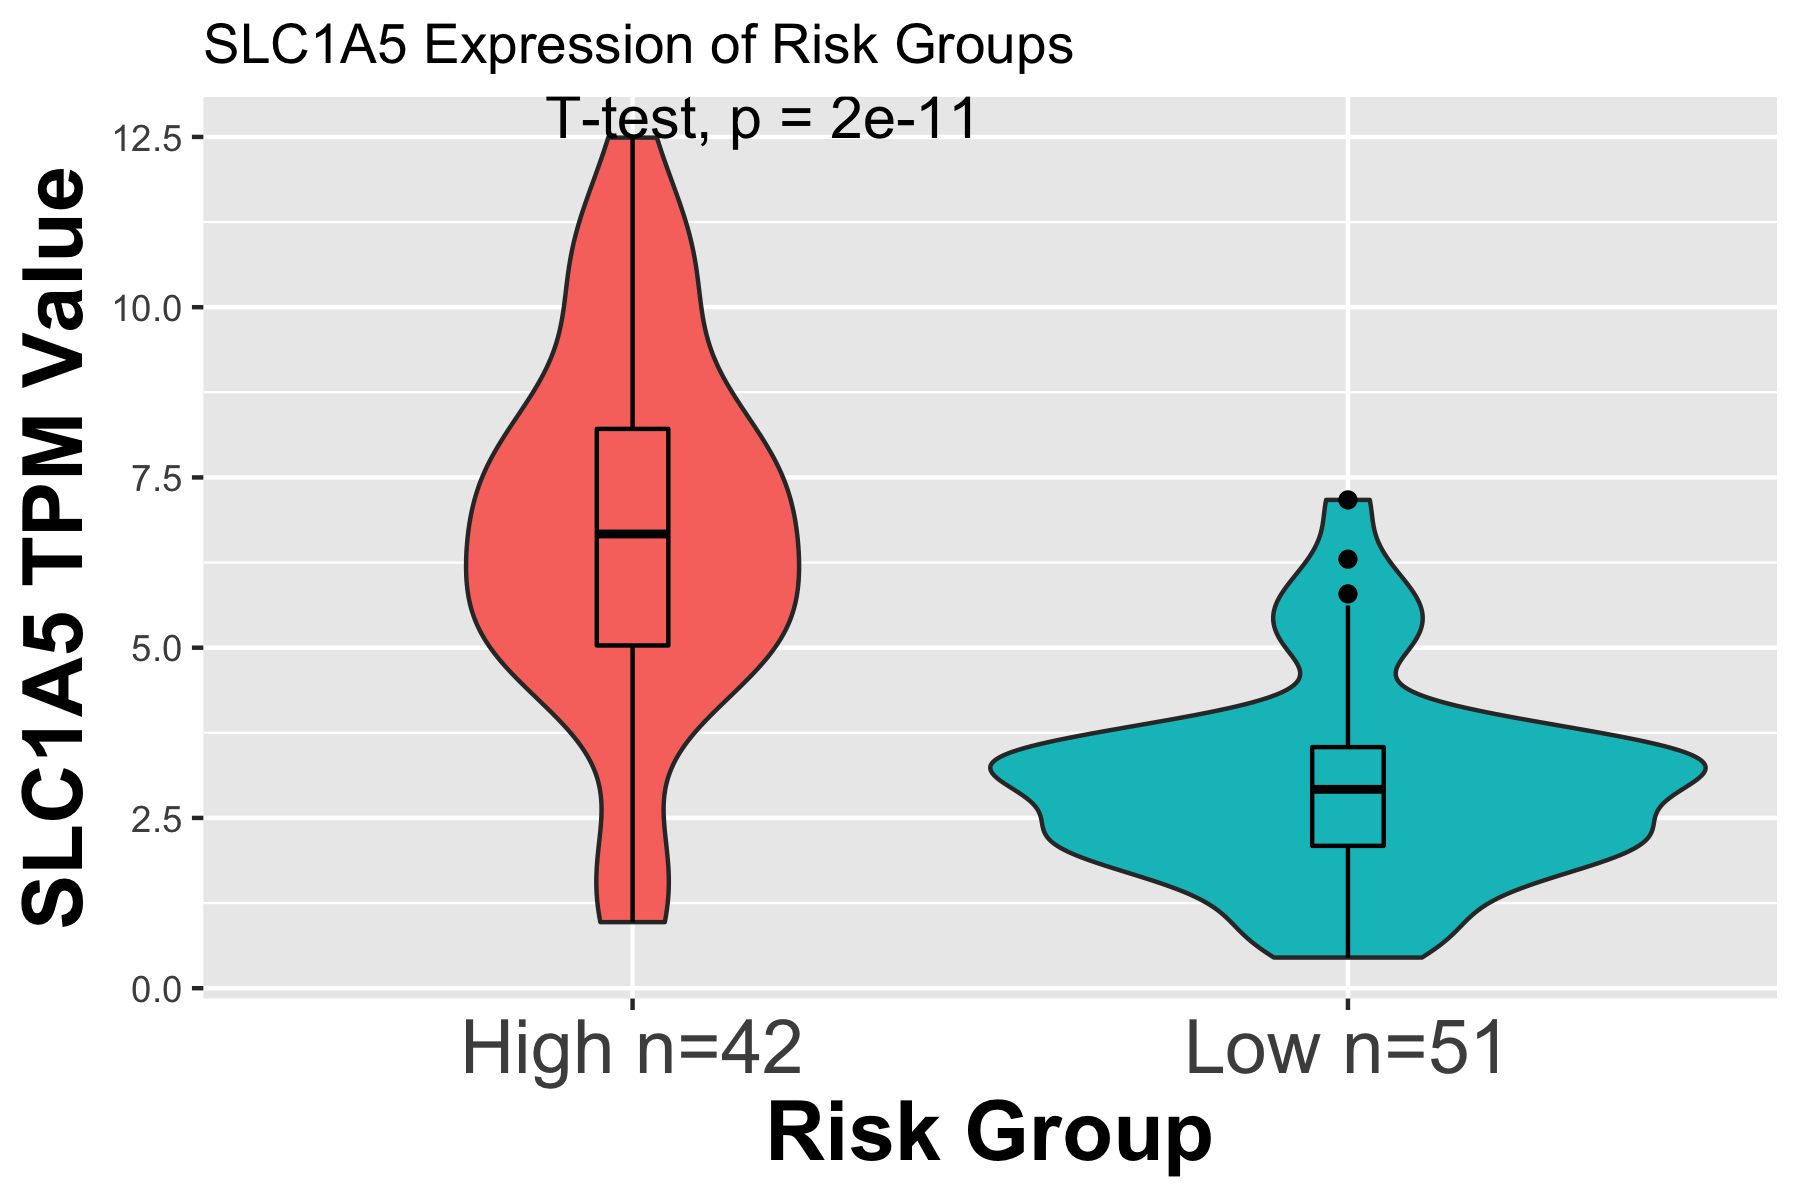 SLC1A5 Expression of Risk Groups
T-test, p = 2e-11
SLC1A5 TPM Value
12.5
10.0
7.5
5.0
2.5
0.0
High n=42
Low n=51
Risk Group